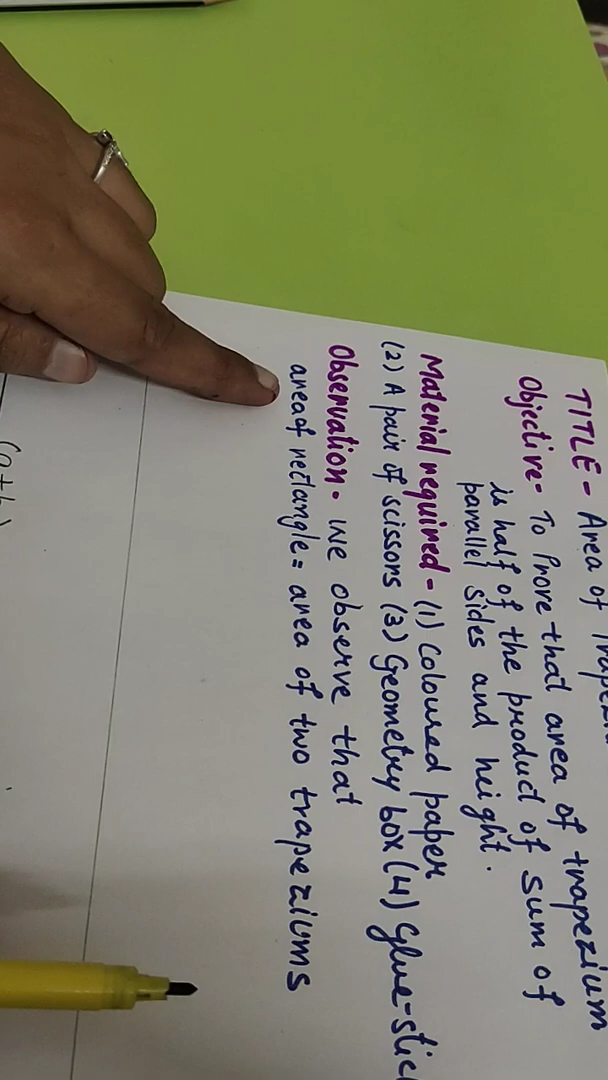 TITLE - Area of
Objective - To Prove that area of trapezium
is half of the product of sum of
parallel sides and height.
Material required - (1) Coloured paper
(2) A pair of scissors (3) Geometry box (4) Glue-stic
Observation - we observe that
area of rectangle = area of two trapeziums